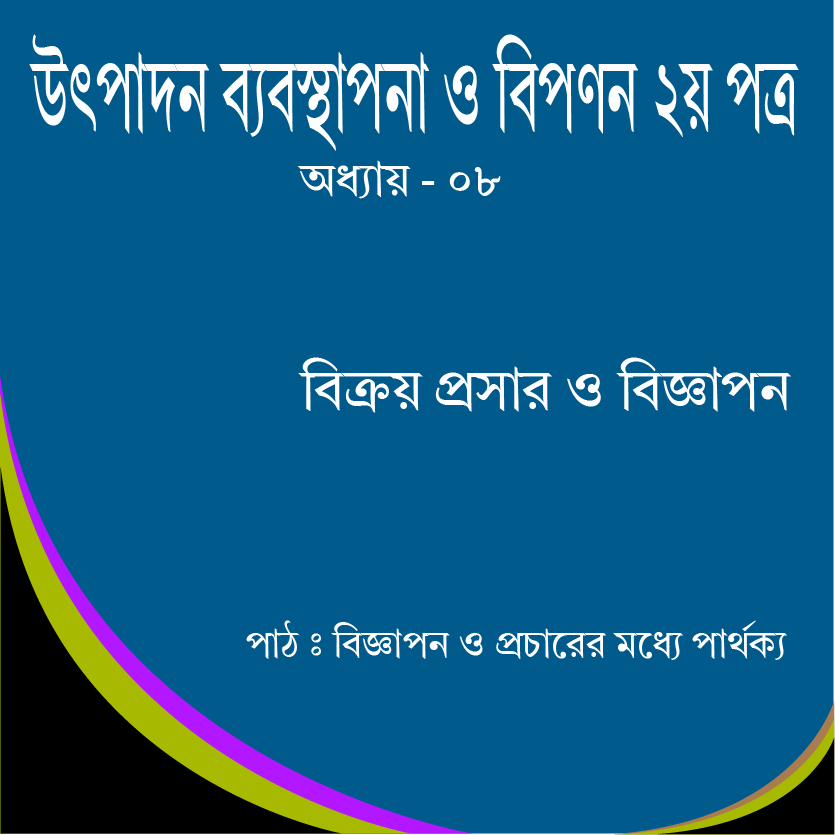 উৎপাদন ব্যবস্থাপনা ও বিপণন ২য় পত্র
অধ্যায় - ০৮
বিক্রয় প্রসার ও বিজ্ঞাপন
পাঠ ঃ বিজ্ঞাপন ও প্রচারের মধ্যে পার্থক্য